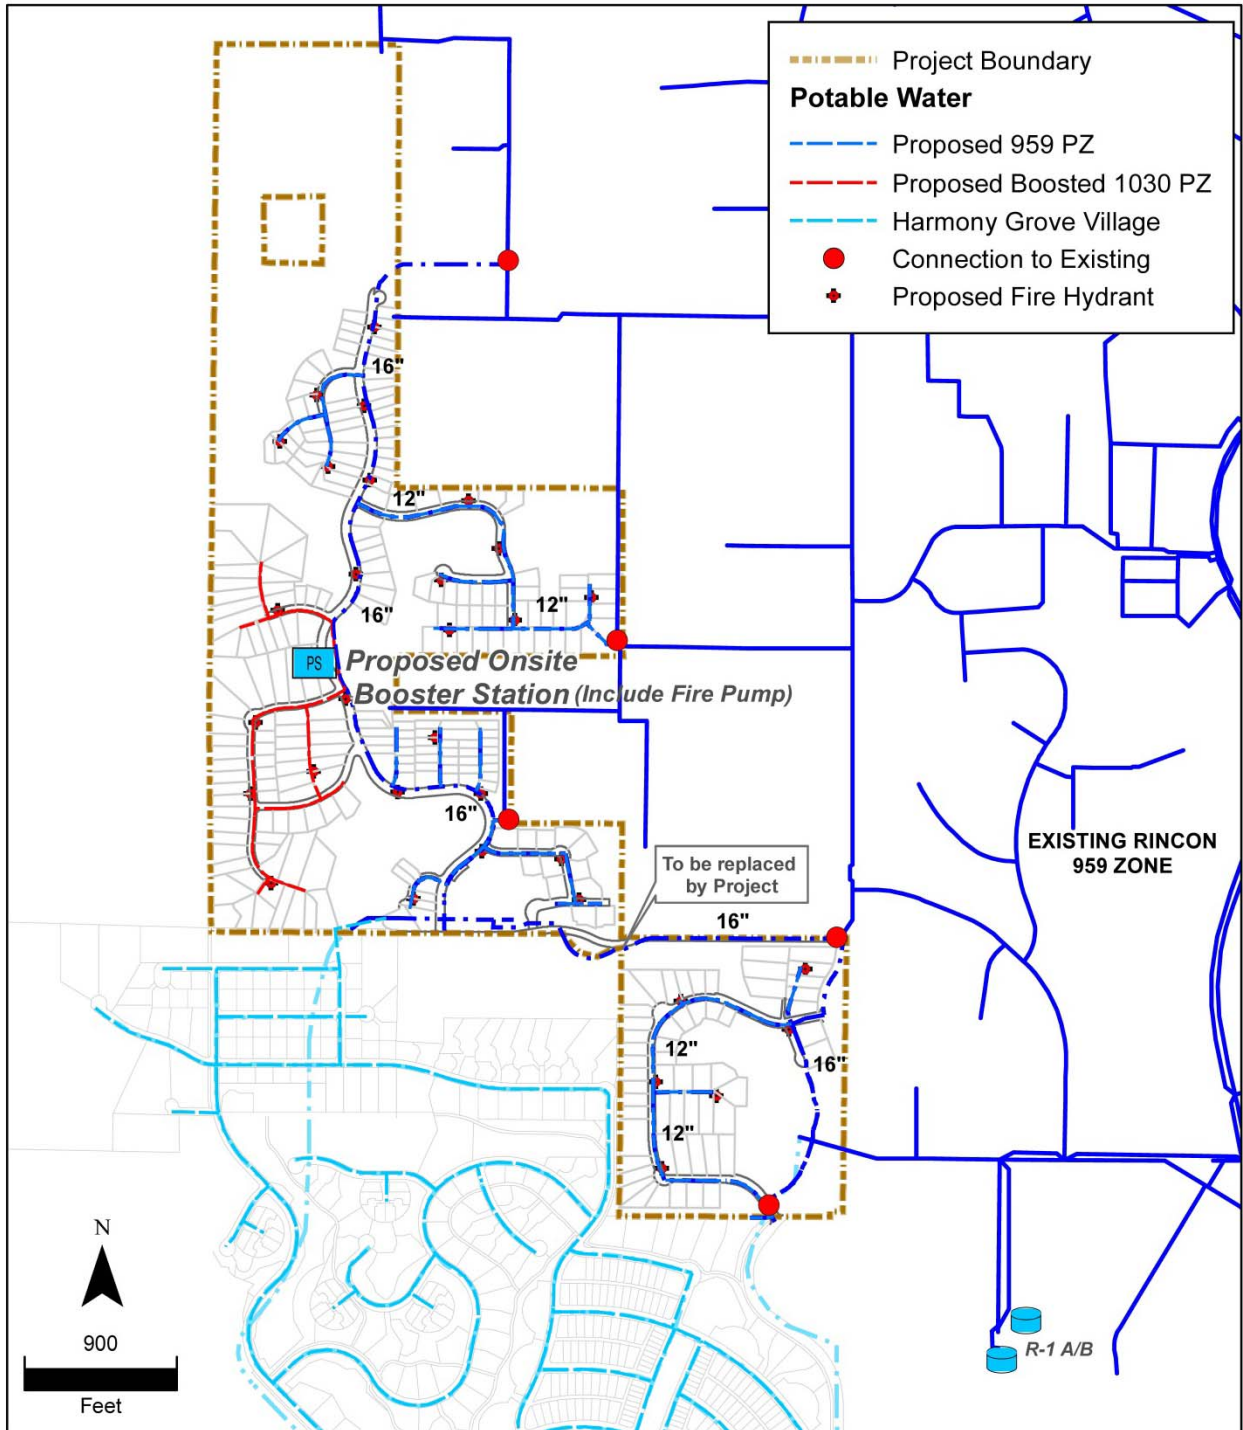 Project Boundary
Potable Water
Proposed 959 PZ
Proposed Boosted 1030 PZ
Harmony Grove Village
Connection to Existing
Proposed Fire Hydrant
16"
12"
12"
16"
PS
Proposed Onsite
Booster Station (Include Fire Pump)
16"
EXISTING RINCON
959 ZONE
To be replaced
by Project
16"
12"
16"
12"
N
900
Feet
R-1 A/B